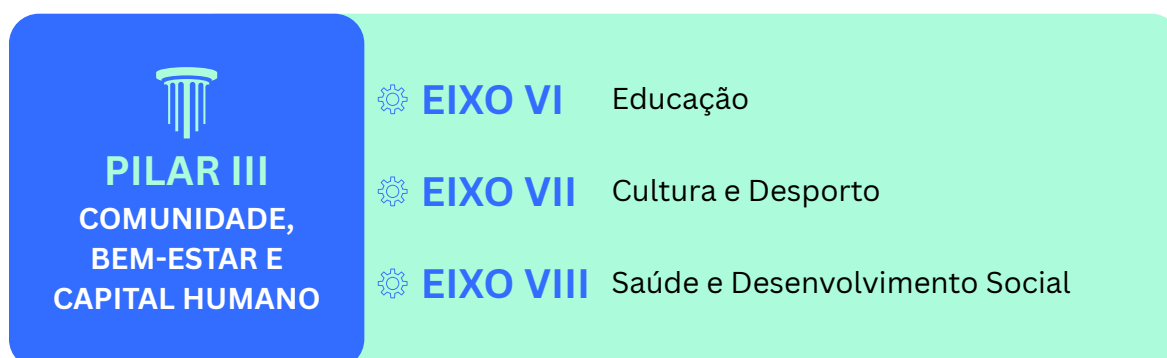 PILAR III
COMUNIDADE,
BEM-ESTAR E
CAPITAL HUMANO
EIXO VI Educação
EIXO VII Cultura e Desporto
EIXO VIII Saúde e Desenvolvimento Social